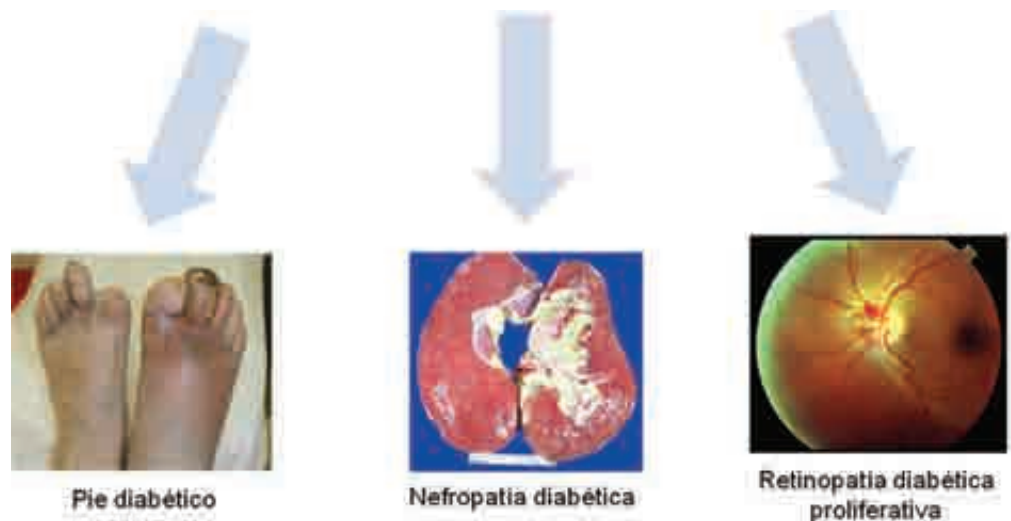 Pie diabético
Nefropatia diabética
Retinopatia diabética
proliferativa